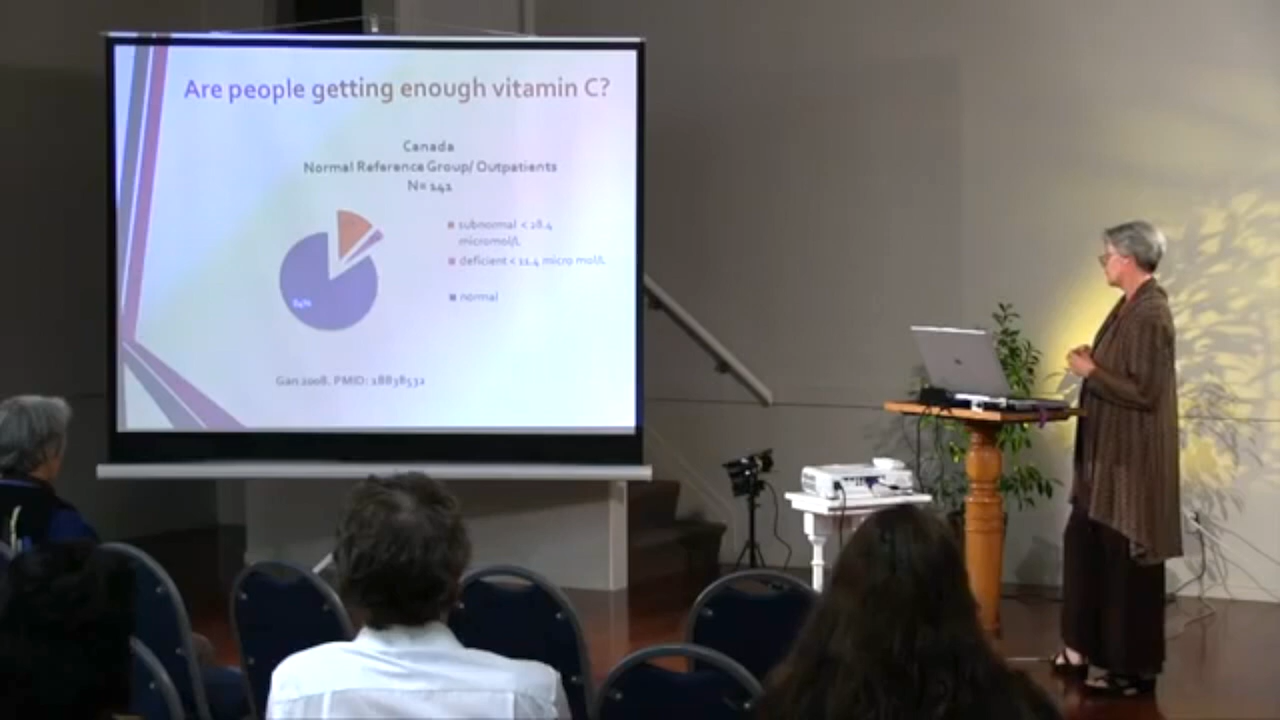 Are people getting enough vitamin C?
Canada
Normal Reference Group/ Outpatients
N= 141
subnormal < 28.4
micromol/L
deficient < 11.4 micro mol/L
normal
84%
Gan 2008. PMID: 18838532